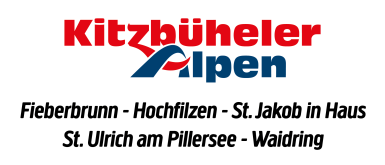 Kitzbüheler
Alpen
Fieberbrunn - Hochfilzen - St. Jakob in Haus
St. Ulrich am Pillersee - Waidring